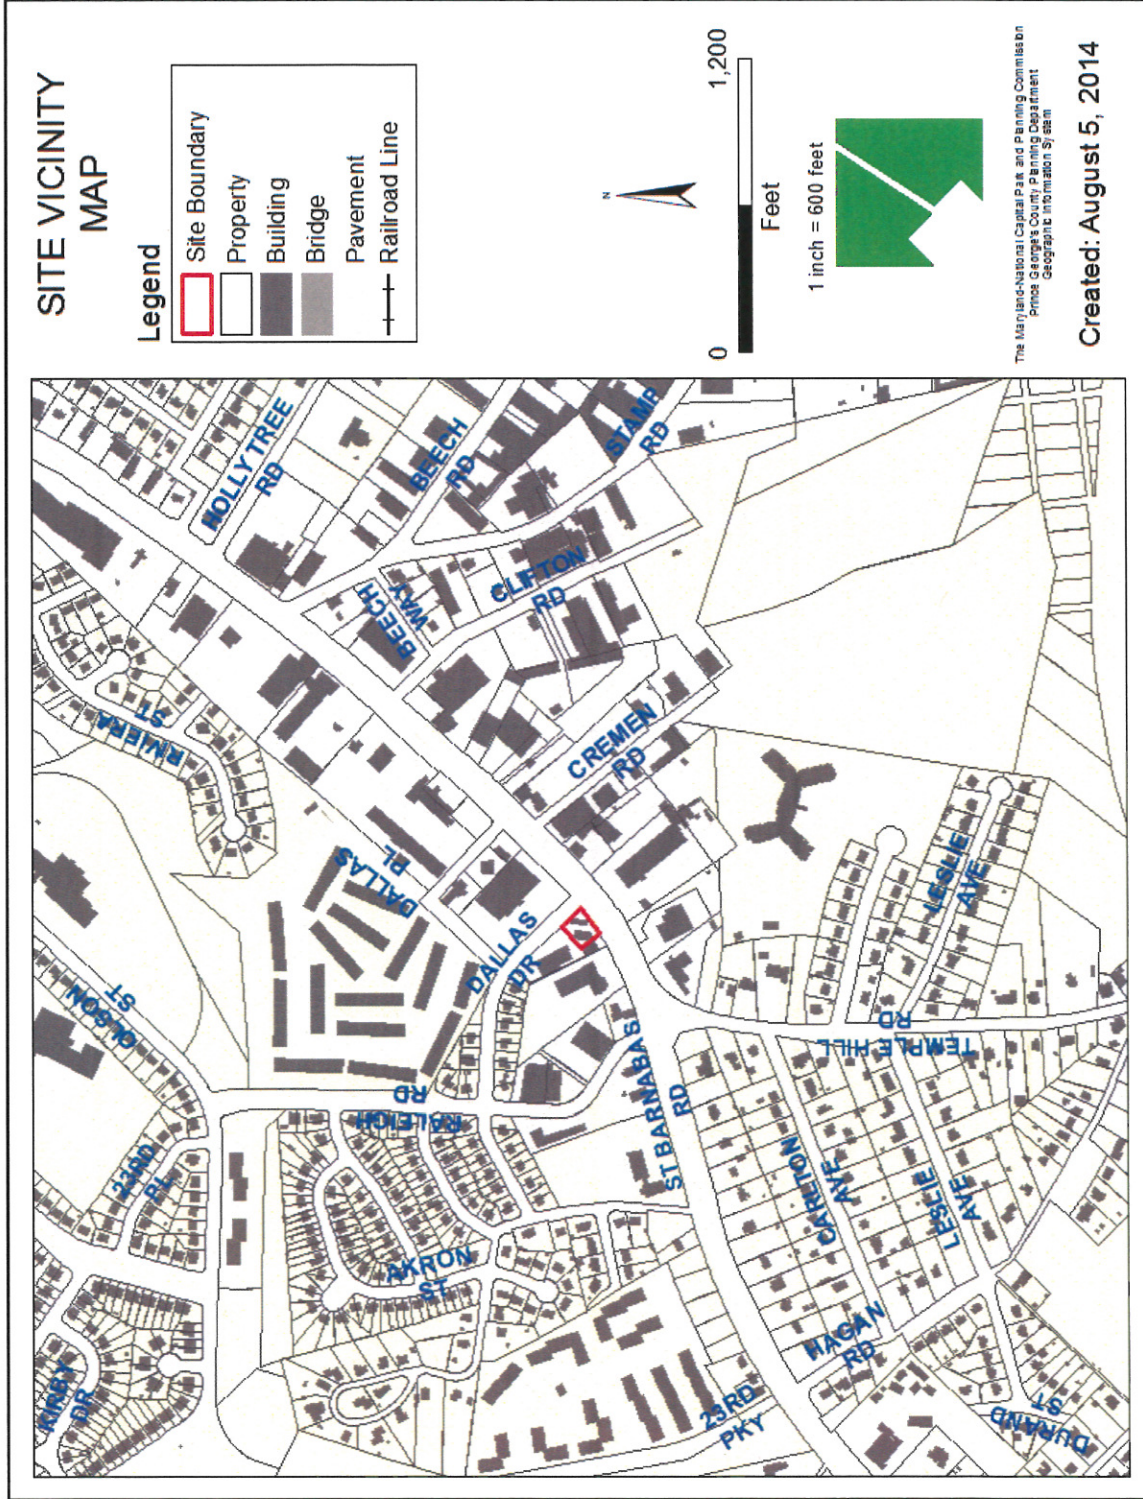 SITE VICINITY
MAP
Legend
Site Boundary
Property
Building
Bridge
Pavement
Railroad Line
N
0
1,200
Feet
1 inch = 600 feet
The Maryland-National Capital Park and Planning Commission
Prince George's County Planning Department
Geographic Information System
Created: August 5, 2014
KIRBY
DR
23RD
PL
OLSON
ST
RIVIERA
ST
HOLLY TREE
RD
BEECH
RD
STAMP
RD
BEECH
WAY
CLIFTON
RD
CREMEN
RD
DALLAS
PL
DALLAS
DR
RALEIGH
RD
AKRON
ST
ST BARNABAS
RD
TEMPLE HILL
RD
LESLIE
AVE
CARLTON
AVE
LESLIE
AVE
HAGAN
RD
23RD
PKY
DURAND
ST